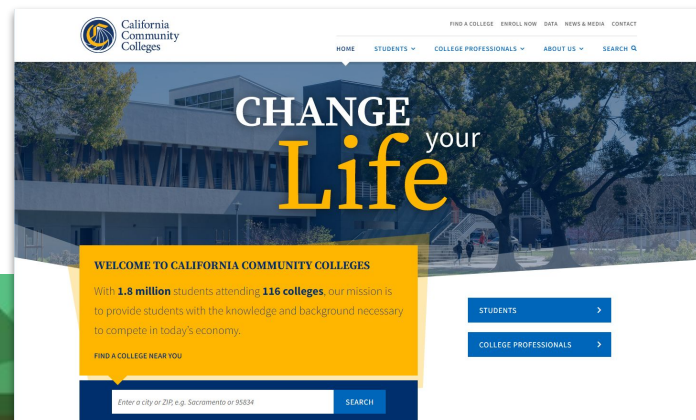 California
Community
Colleges
FIND A COLLEGE ENROLL NOW DATA NEWS & MEDIA CONTACT
HOME STUDENTS COLLEGE PROFESSIONALS ABOUT US SEARCH
CHANGE
your
Life
WELCOME TO CALIFORNIA COMMUNITY COLLEGES
With 1.8 million students attending 116 colleges, our mission is
to provide students with the knowledge and background necessary
to compete in today's economy.
FIND A COLLEGE NEAR YOU
STUDENTS
COLLEGE PROFESSIONALS
Enter a city or ZIP, e.g. Sacramento or 95834 SEARCH